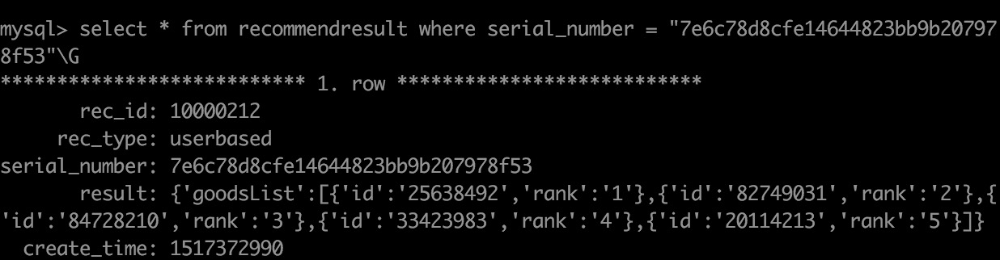 mysql> select * from recommendresult where serial_number = "7e6c78d8cfe14644823bb9b20797
8f53"\G
*************************** 1. row ***************************
       rec_id: 10000212
     rec_type: userbased
serial_number: 7e6c78d8cfe14644823bb9b207978f53
       result: {'goodsList':[{'id':'25638492','rank':'1'},{'id':'82749031','rank':'2'},{
'id':'84728210','rank':'3'},{'id':'33423983','rank':'4'},{'id':'20114213','rank':'5'}]}
  create_time: 1517372990